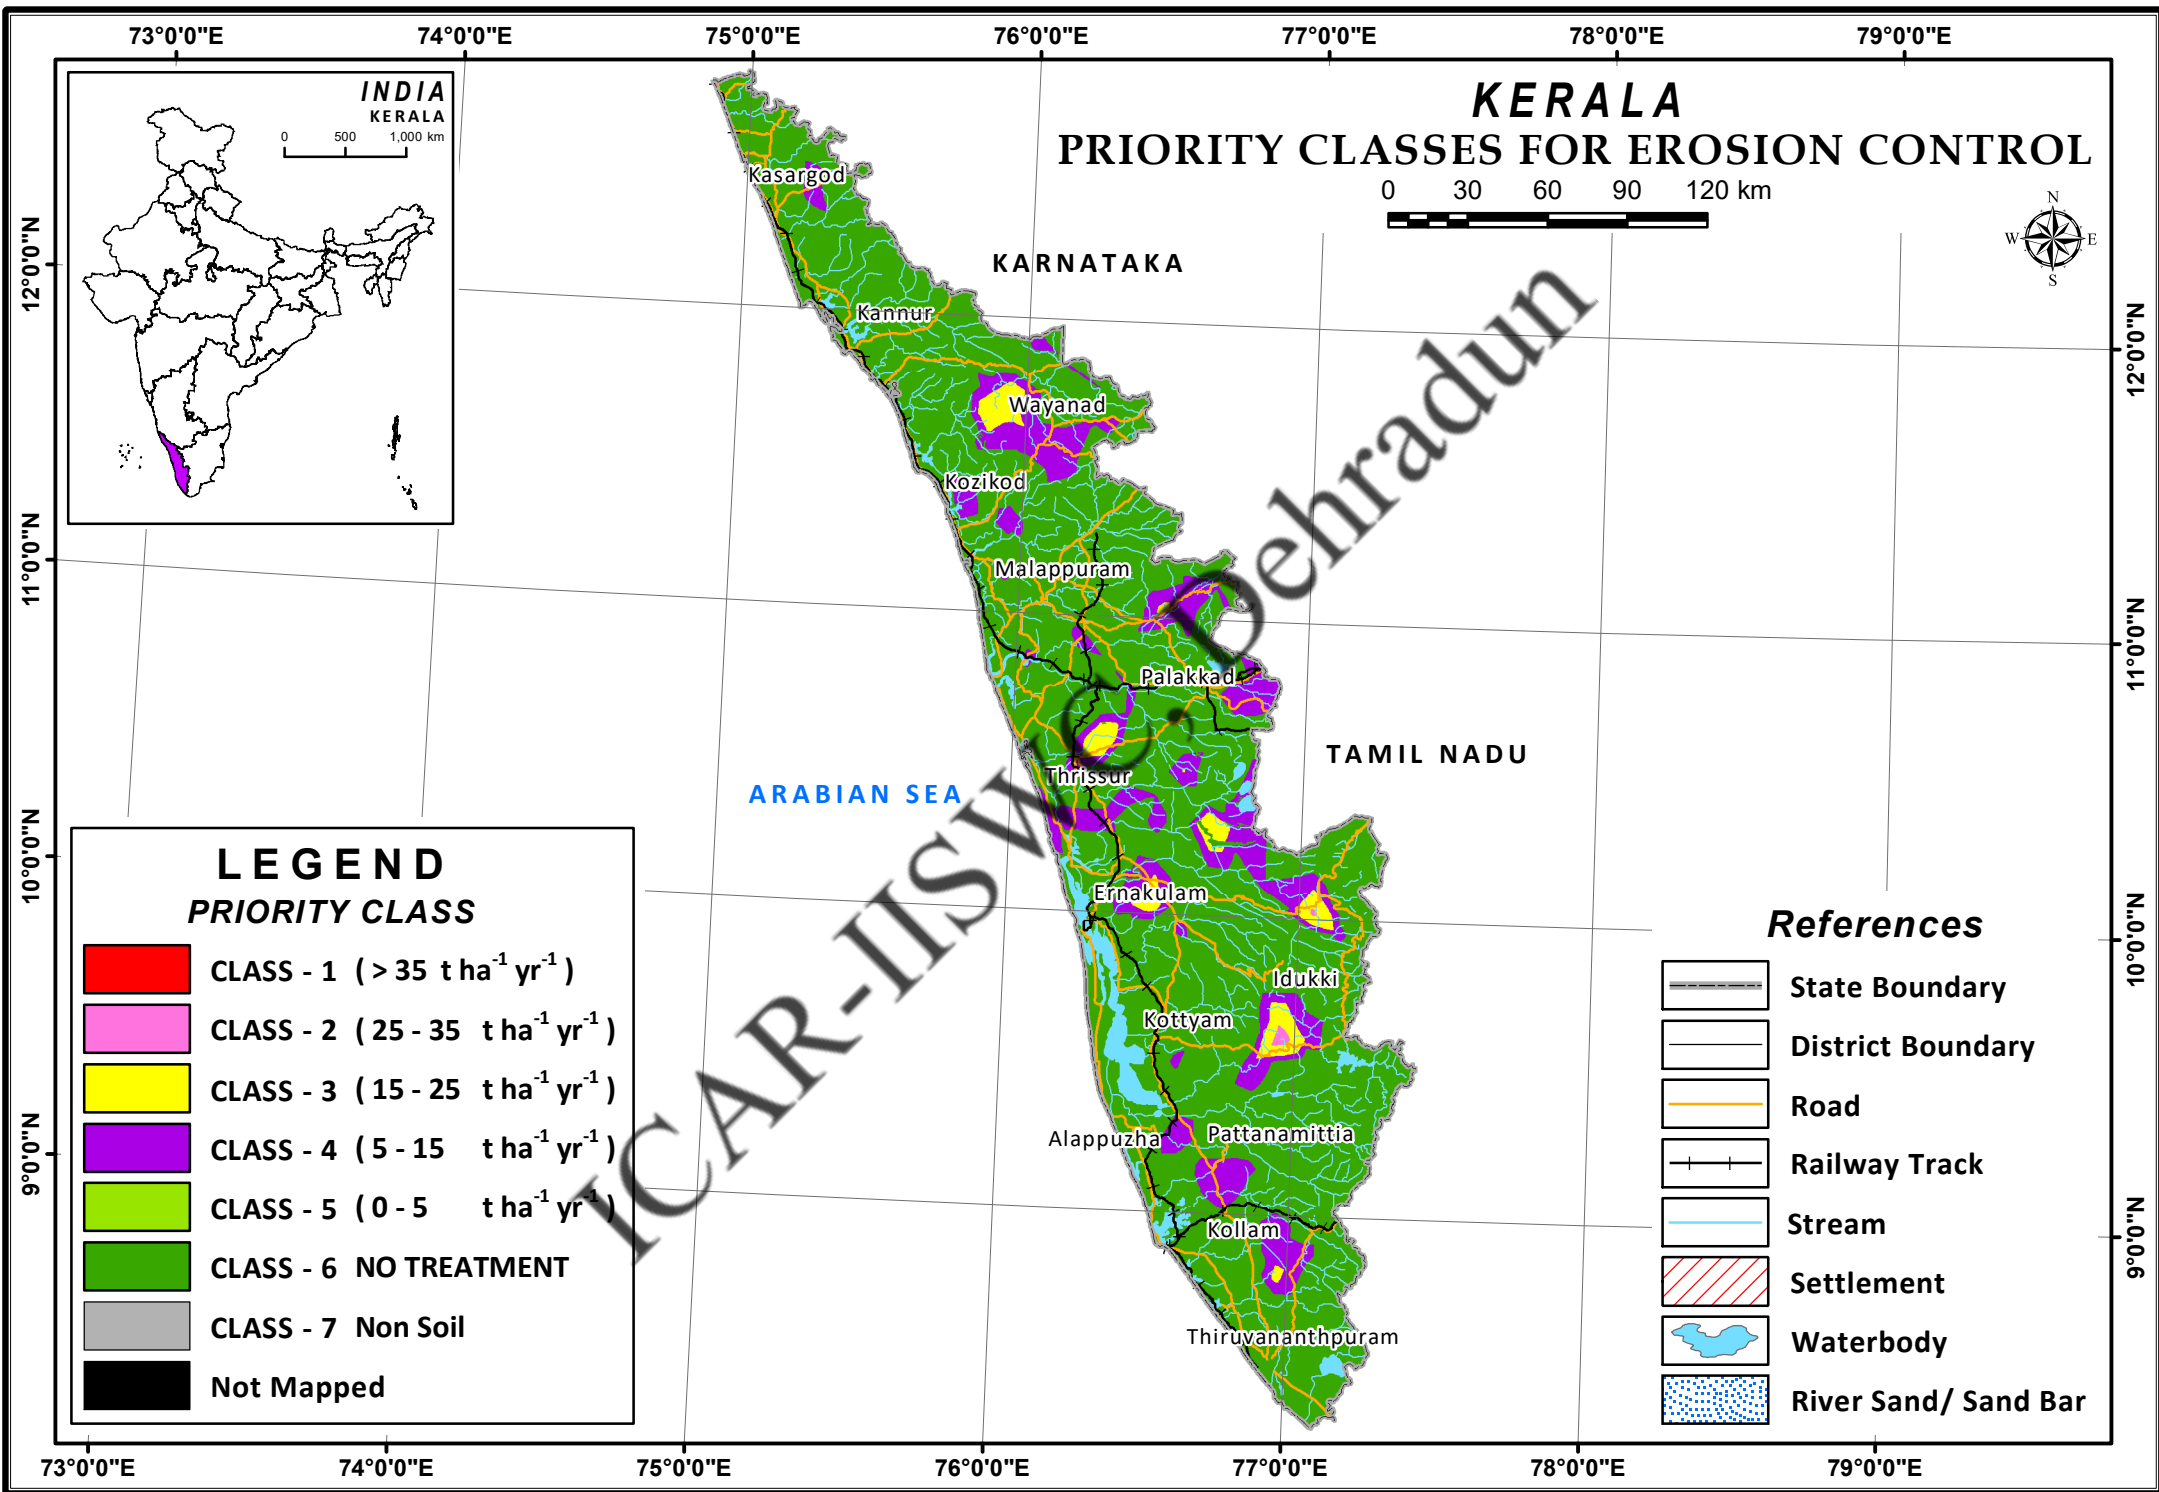 73°0'0"E 74°0'0"E 75°0'0"E 76°0'0"E 77°0'0"E 78°0'0"E 79°0'0"E
INDIA
KERALA
0 500 1,000 km
KERALA
PRIORITY CLASSES FOR EROSION CONTROL
0 30 60 90 120 km
N
W E
S
12°0'0"N
11°0'0"N
10°0'0"N
9°0'0"N
12°0'0"N
11°0'0"N
10°0'0"N
9°0'0"N
KARNATAKA
TAMIL NADU
ARABIAN SEA
Kasargod
Kannur
Wayanad
Kozikod
Malappuram
Palakkad
Thrissur
Ernakulam
Idukki
Kottyam
Alappuzha
Pattanamittia
Kollam
Thiruvananthpuram
ICAR-IISWC, Dehradun
LEGEND
PRIORITY CLASS
CLASS - 1 ( > 35 t ha-1 yr-1 )
CLASS - 2 ( 25 - 35 t ha-1 yr-1 )
CLASS - 3 ( 15 - 25 t ha-1 yr-1 )
CLASS - 4 ( 5 - 15 t ha-1 yr-1 )
CLASS - 5 ( 0 - 5 t ha-1 yr-1 )
CLASS - 6 NO TREATMENT
CLASS - 7 Non Soil
Not Mapped
References
State Boundary
District Boundary
Road
Railway Track
Stream
Settlement
Waterbody
River Sand/ Sand Bar
73°0'0"E 74°0'0"E 75°0'0"E 76°0'0"E 77°0'0"E 78°0'0"E 79°0'0"E